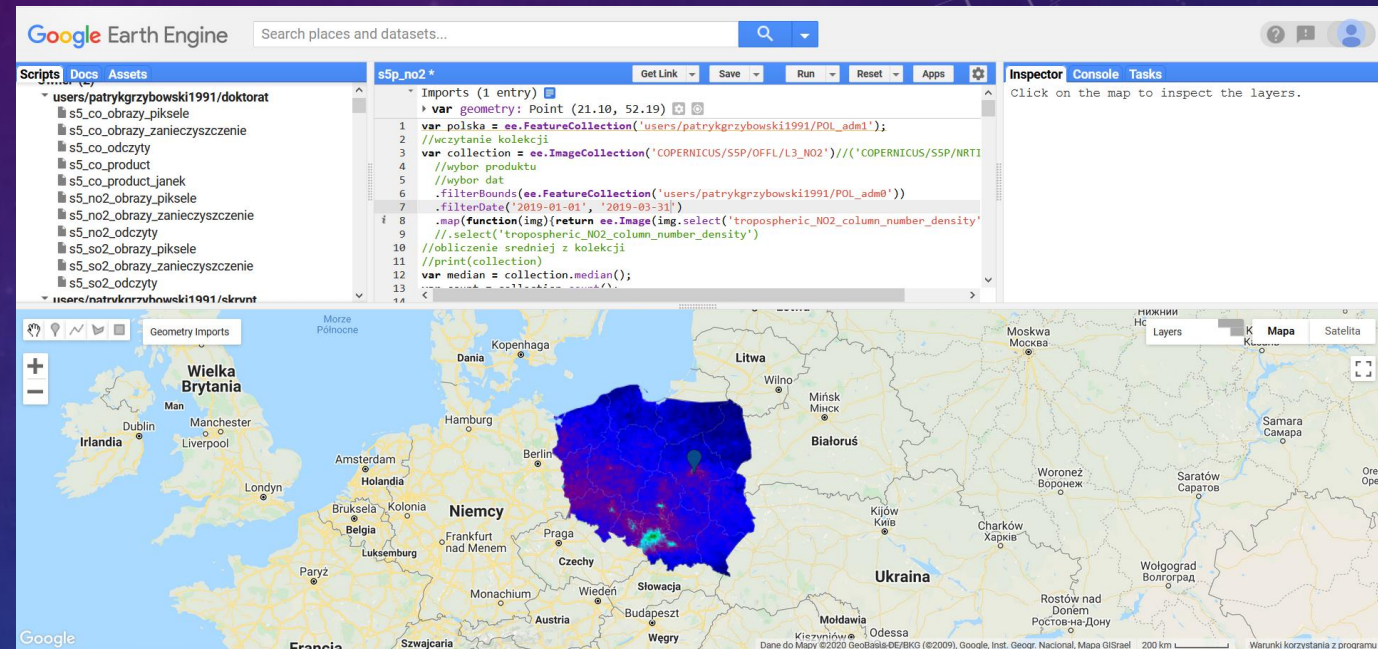 Google Earth Engine
Search places and datasets...
Scripts Docs Assets
users/patrykgrzybowski1991/doktorat
s5_co_obrazy_piksele
s5_co_obrazy_zanieczyszczenie
s5_co_odczyty
s5_co_product
s5_co_product_janek
s5_no2_obrazy_piksele
s5_no2_obrazy_zanieczyszczenie
s5_no2_odczyty
s5_so2_obrazy_piksele
s5_so2_obrazy_zanieczyszczenie
s5_so2_odczyty
users/patrykgrzybowski1991/skrypt
s5p_no2 *
Get Link Save Run Reset Apps
Imports (1 entry)
var geometry: Point (21.10, 52.19)
1 var polska = ee.FeatureCollection('users/patrykgrzybowski1991/POL_adm1');
2 //wczytanie kolekcji
3 var collection = ee.ImageCollection('COPERNICUS/S5P/OFFL/L3_NO2')//('COPERNICUS/S5P/NRTI
4 //wybor produktu
5 //wybor dat
6 .filterBounds(ee.FeatureCollection('users/patrykgrzybowski1991/POL_adm0'))
7 .filterDate('2019-01-01', '2019-03-31')
i 8 .map(function(img){return ee.Image(img.select('tropospheric_NO2_column_number_density'
9 //.select('tropospheric_NO2_column_number_density')
10 //obliczenie sredniej z kolekcji
11 //print(collection)
12 var median = collection.median();
13 var count = collection.count();
14
Inspector Console Tasks
Click on the map to inspect the layers.
Geometry Imports
Layers
Mapa Satelita
Morze
Północne
Kopenhaga
Dania
Litwa
Wilno
Moskwa
Москва
Wielka
Brytania
Man
Dublin
Manchester
Irlandia
Liverpool
Hamburg
Mińsk
Мінск
Białoruś
Samara
Самара
Amsterdam
Holandia
Berlin
Londyn
Woroneż
Воронеж
Saratów
Саратов
Bruksela
Kolonia
Niemcy
Belgia
Frankfurt
nad Menem
Praga
Kijów
Київ
Charków
Харків
Luksemburg
Czechy
Paryż
Wołgograd
Волгоград
Ukraina
Monachium
Wiedeń
Słowacja
Budapeszt
Rostów nad
Donem
Ростов-на-Дону
Austria
Mołdawia
Francja
Szwajcaria
Węgry
Kiszyniów
Odessa
Google
Dane do Mapy ©2020 GeoBasis-DE/BKG (©2009), Google, Inst. Geogr. Nacional, Mapa GISrael 200 km Warunki korzystania z programu